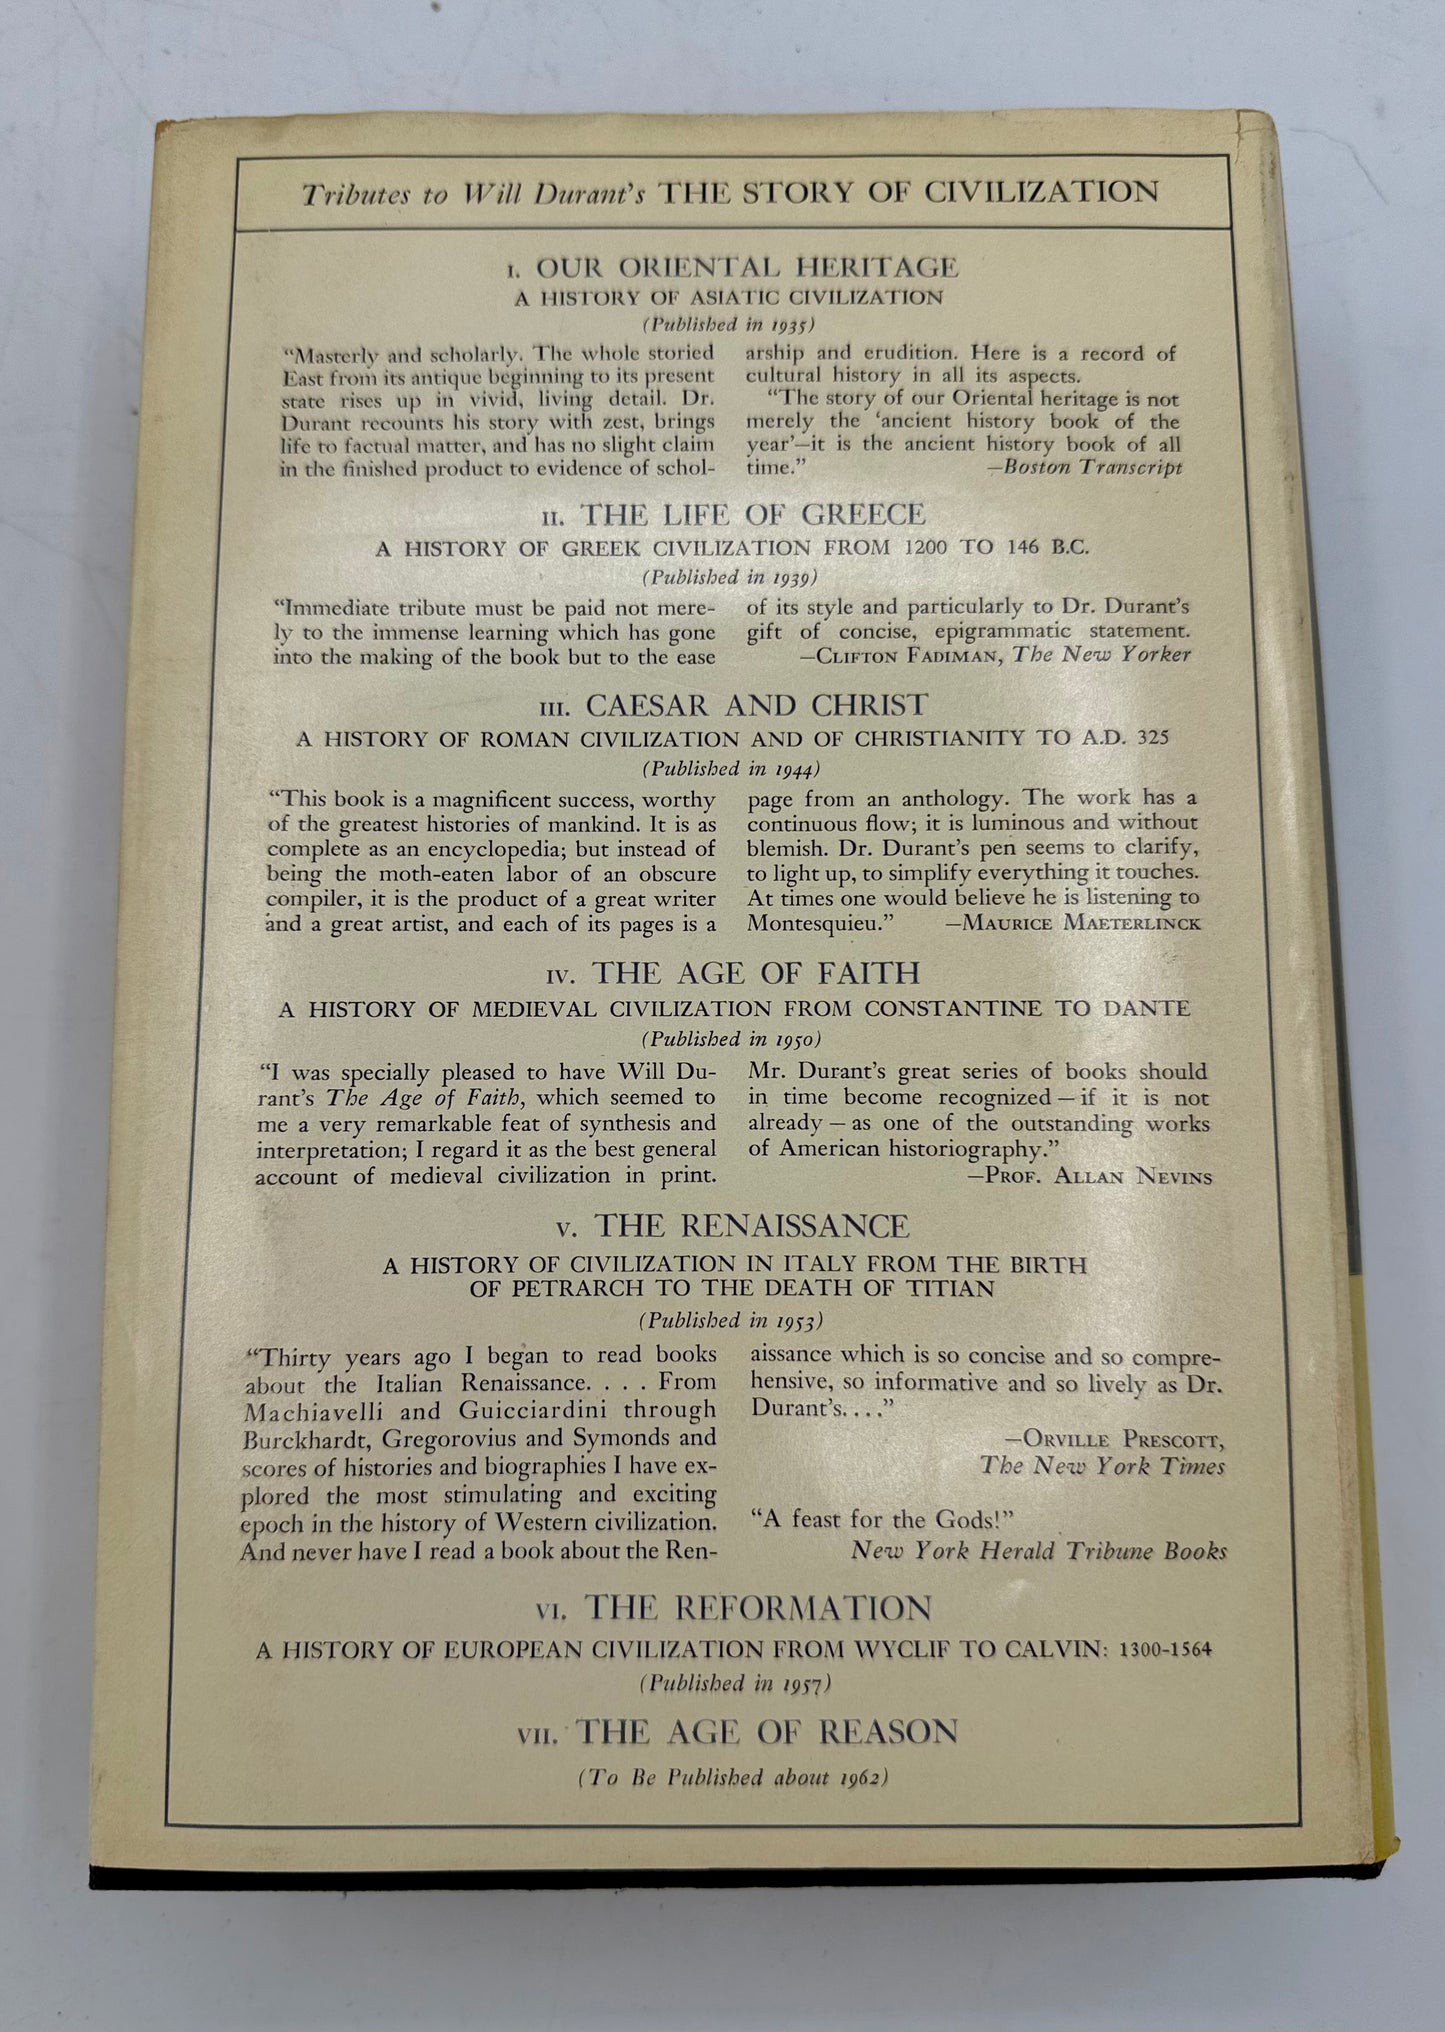 Tributes to Will Durant's THE STORY OF CIVILIZATION
I. OUR ORIENTAL HERITAGE
A HISTORY OF ASIATIC CIVILIZATION
(Published in 1935)
“Masterly and scholarly. The whole storied
East from its antique beginning to its present
state rises up in vivid, living detail. Dr.
Durant recounts his story with zest, brings
life to factual matter, and has no slight claim
in the finished product to evidence of schol-
arship and erudition. Here is a record of
cultural history in all its aspects.
“The story of our Oriental heritage is not
merely the ‘ancient history book of the
year’—it is the ancient history book of all
time.” —Boston Transcript
II. THE LIFE OF GREECE
A HISTORY OF GREEK CIVILIZATION FROM 1200 TO 146 B.C.
(Published in 1939)
“Immediate tribute must be paid not mere-
ly to the immense learning which has gone
into the making of the book but to the ease
of its style and particularly to Dr. Durant's
gift of concise, epigrammatic statement.
—CLIFTON FADIMAN, The New Yorker
III. CAESAR AND CHRIST
A HISTORY OF ROMAN CIVILIZATION AND OF CHRISTIANITY TO A.D. 325
(Published in 1944)
“This book is a magnificent success, worthy
of the greatest histories of mankind. It is as
complete as an encyclopedia; but instead of
being the moth-eaten labor of an obscure
compiler, it is the product of a great writer
and a great artist, and each of its pages is a
page from an anthology. The work has a
continuous flow; it is luminous and without
blemish. Dr. Durant's pen seems to clarify,
to light up, to simplify everything it touches.
At times one would believe he is listening to
Montesquieu.” —MAURICE MAETERLINCK
IV. THE AGE OF FAITH
A HISTORY OF MEDIEVAL CIVILIZATION FROM CONSTANTINE TO DANTE
(Published in 1950)
“I was specially pleased to have Will Du-
rant's The Age of Faith, which seemed to
me a very remarkable feat of synthesis and
interpretation; I regard it as the best general
account of medieval civilization in print.
Mr. Durant's great series of books should
in time become recognized — if it is not
already — as one of the outstanding works
of American historiography.”
—PROF. ALLAN NEVINS
V. THE RENAISSANCE
A HISTORY OF CIVILIZATION IN ITALY FROM THE BIRTH
OF PETRARCH TO THE DEATH OF TITIAN
(Published in 1953)
“Thirty years ago I began to read books
about the Italian Renaissance. . . . From
Machiavelli and Guicciardini through
Burckhardt, Gregorovius and Symonds and
scores of histories and biographies I have ex-
plored the most stimulating and exciting
epoch in the history of Western civilization.
And never have I read a book about the Ren-
aissance which is so concise and so compre-
hensive, so informative and so lively as Dr.
Durant's. . . .”
—ORVILLE PRESCOTT,
The New York Times
“A feast for the Gods!”
New York Herald Tribune Books
VI. THE REFORMATION
A HISTORY OF EUROPEAN CIVILIZATION FROM WYCLIF TO CALVIN: 1300-1564
(Published in 1957)
VII. THE AGE OF REASON
(To Be Published about 1962)